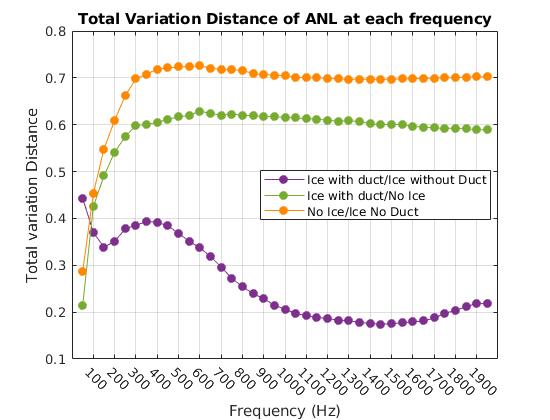 Total Variation Distance of ANL at each frequency
0.8
0.7
0.6
0.5
0.4
0.3
0.2
0.1
Total variation Distance
Ice with duct/Ice without Duct
Ice with duct/No Ice
No Ice/Ice No Duct
100 200 300 400 500 600 700 800 900 1000 1100 1200 1300 1400 1500 1600 1700 1800 1900
Frequency (Hz)